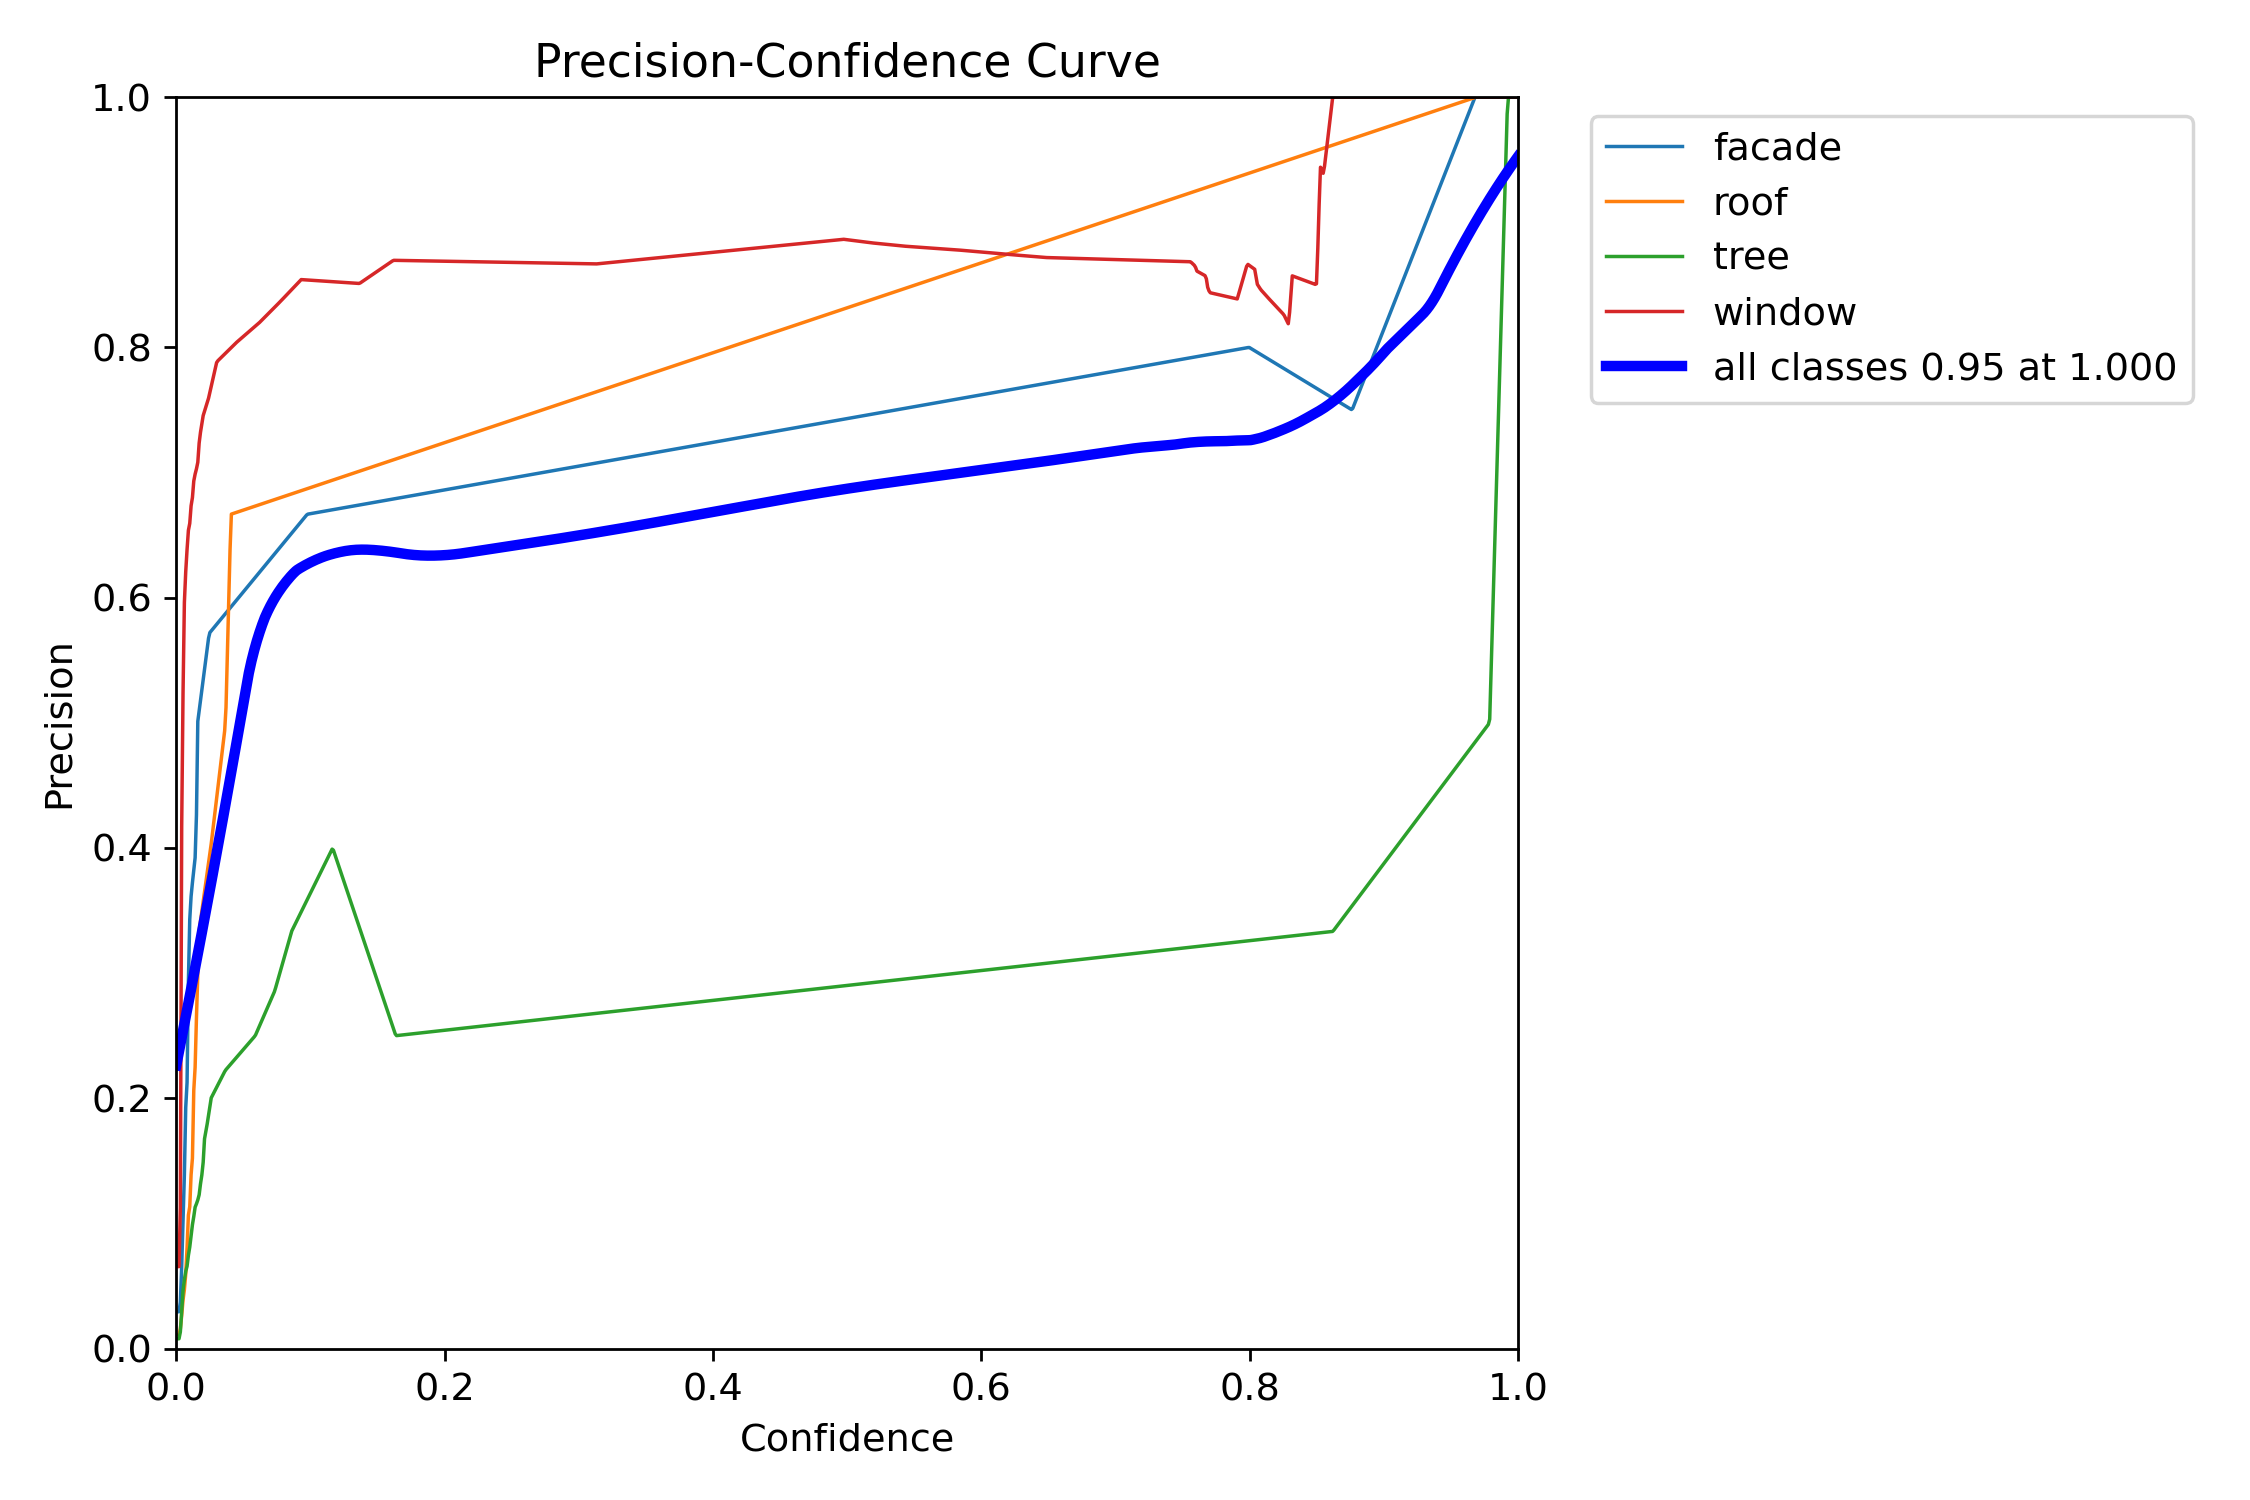 Precision-Confidence Curve
1.0
0.8
0.6
0.4
0.2
0.0
Precision
0.0 0.2 0.4 0.6 0.8 1.0
Confidence
facade
roof
tree
window
all classes 0.95 at 1.000